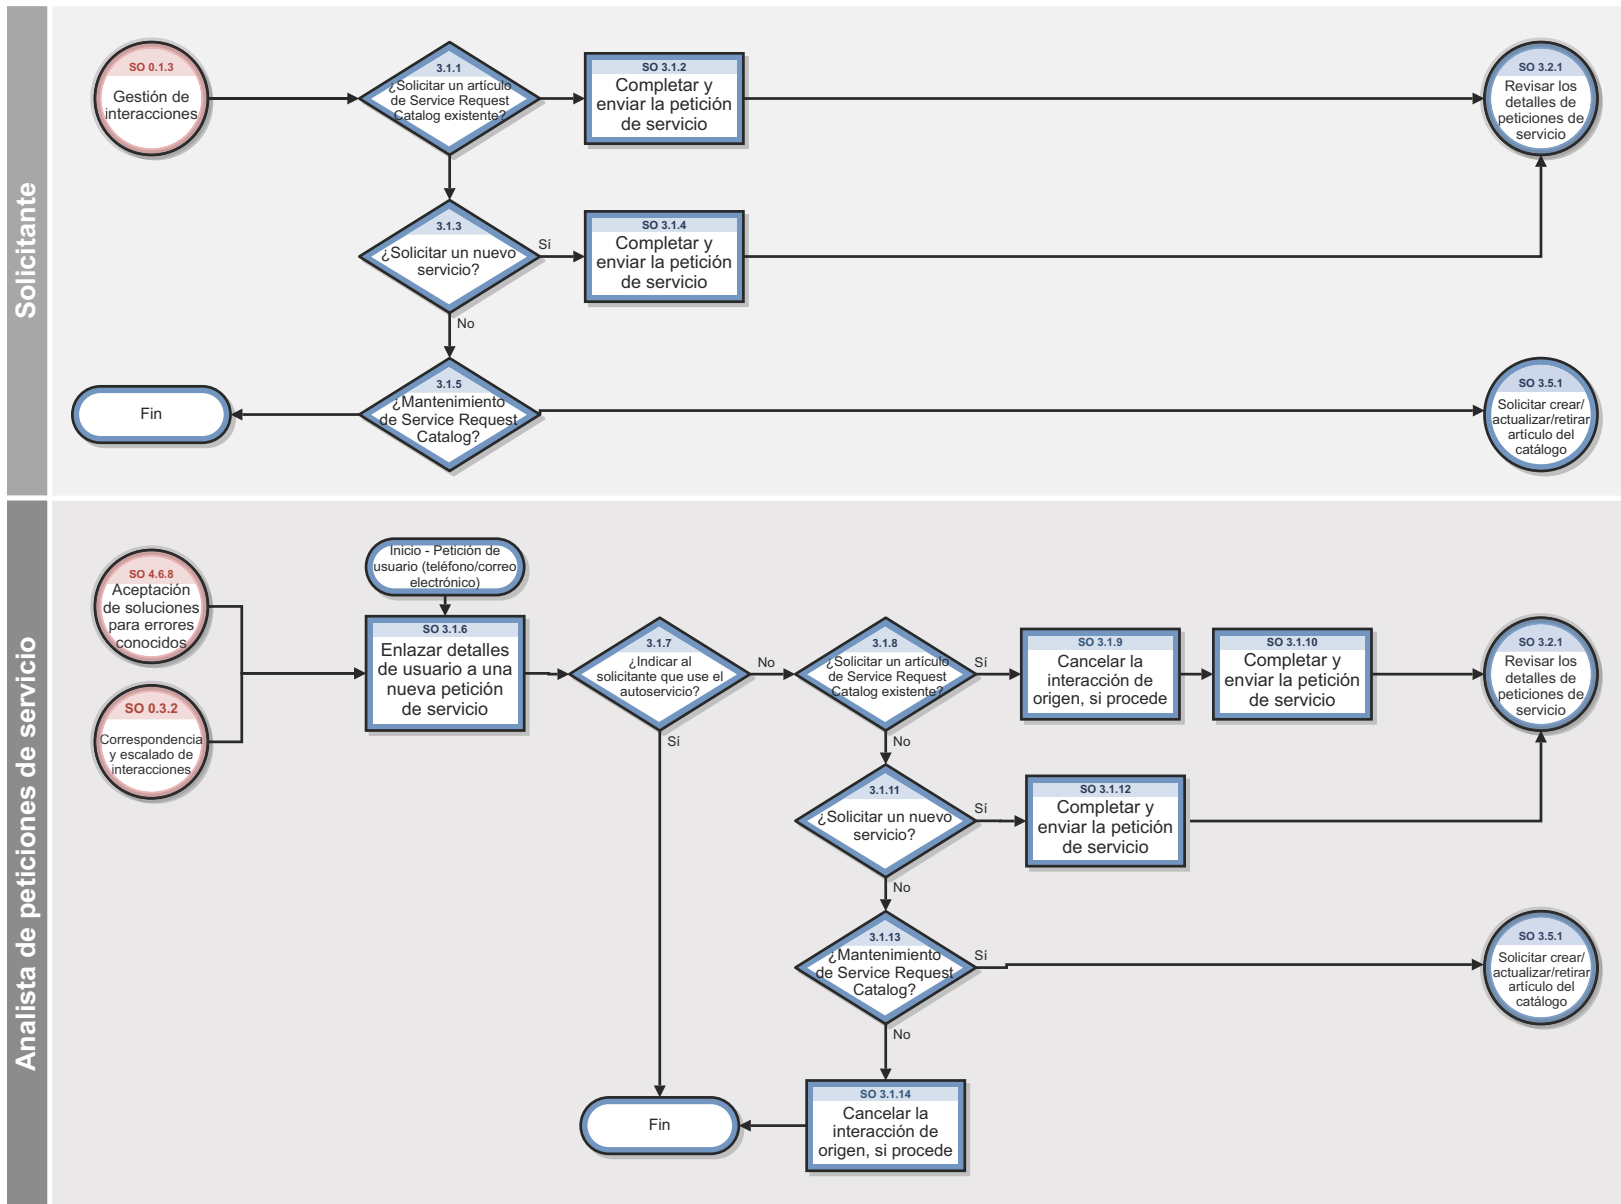 Solicitante
SO 0.1.3
Gestión de
interacciones
3.1.1
¿Solicitar un artículo
de Service Request
Catalog existente?
SO 3.1.2
Completar y
enviar la petición
de servicio
SO 3.2.1
Revisar los
detalles de
peticiones de
servicio
3.1.3
¿Solicitar un nuevo
servicio?
Sí
SO 3.1.4
Completar y
enviar la petición
de servicio
No
Fin
3.1.5
¿Mantenimiento
de Service Request
Catalog?
SO 3.5.1
Solicitar crear/
actualizar/retirar
artículo del
catálogo
Analista de peticiones de servicio
SO 4.6.8
Aceptación
de soluciones
para errores
conocidos
SO 0.3.2
Correspondencia
y escalado de
interacciones
Inicio - Petición de
usuario (teléfono/correo
electrónico)
SO 3.1.6
Enlazar detalles
de usuario a una
nueva petición
de servicio
3.1.7
¿Indicar al
solicitante que use el
autoservicio?
No
Sí
3.1.8
¿Solicitar un artículo
de Service Request
Catalog existente?
Sí
No
SO 3.1.9
Cancelar la
interacción de
origen, si procede
SO 3.1.10
Completar y
enviar la petición
de servicio
SO 3.2.1
Revisar los
detalles de
peticiones de
servicio
3.1.11
¿Solicitar un nuevo
servicio?
Sí
No
SO 3.1.12
Completar y
enviar la petición
de servicio
3.1.13
¿Mantenimiento
de Service Request
Catalog?
Sí
No
SO 3.5.1
Solicitar crear/
actualizar/retirar
artículo del
catálogo
Fin
SO 3.1.14
Cancelar la
interacción de
origen, si procede